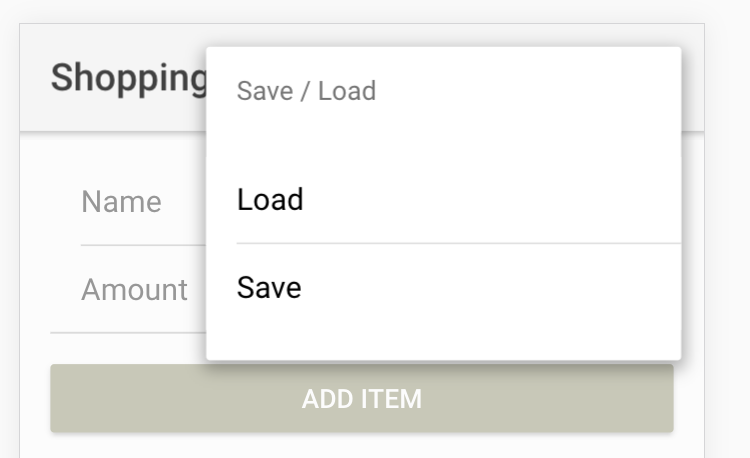 Shopping
Save / Load
Name
Load
Amount
Save
ADD ITEM